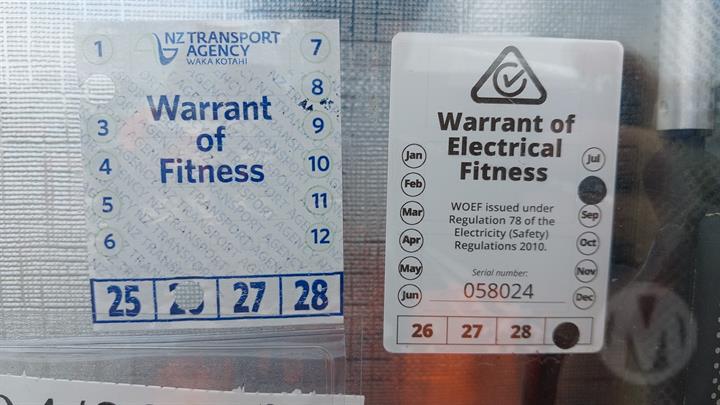 NZ TRANSPORT
AGENCY
WAKA KOTAHI
Warrant
of
Fitness
1
3
4
5
6
7
8
9
10
11
12
25 27 28
Warrant of
Electrical
Fitness
Jan
Feb
Mar
Apr
May
Jun
WOEF issued under
Regulation 78 of the
Electricity (Safety)
Regulations 2010.
Serial number:
058024
Jul
Sep
Oct
Nov
Dec
26 27 28